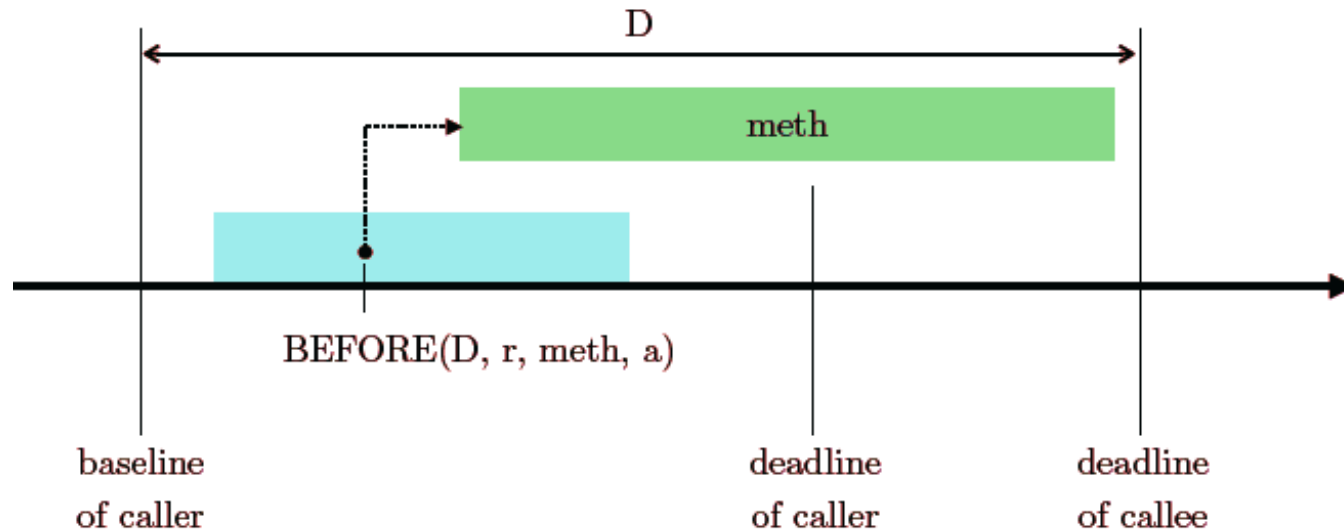 D
meth
BEFORE(D, r, meth, a)
baseline
of caller
deadline
of caller
deadline
of callee